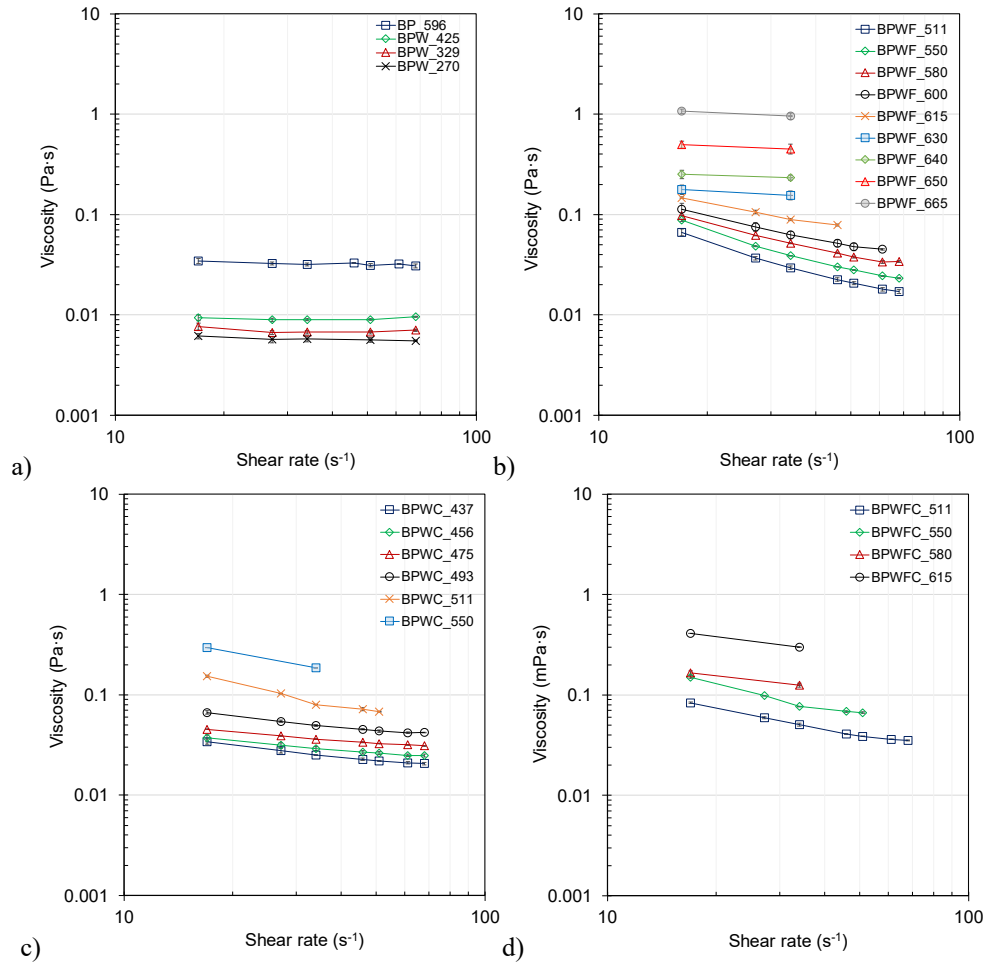 10
1
0.1
0.01
0.001
10
100
Viscosity (Pa·s)
Shear rate (s⁻¹)
BP_596
BPW_425
BPW_329
BPW_270
a)
10
1
0.1
0.01
0.001
10
100
Viscosity (Pa·s)
Shear rate (s⁻¹)
BPWF_511
BPWF_550
BPWF_580
BPWF_600
BPWF_615
BPWF_630
BPWF_640
BPWF_650
BPWF_665
b)
10
1
0.1
0.01
0.001
10
100
Viscosity (Pa·s)
Shear rate (s⁻¹)
BPWC_437
BPWC_456
BPWC_475
BPWC_493
BPWC_511
BPWC_550
c)
10
1
0.1
0.01
0.001
10
100
Viscosity (mPa·s)
Shear rate (s⁻¹)
BPWFC_511
BPWFC_550
BPWFC_580
BPWFC_615
d)